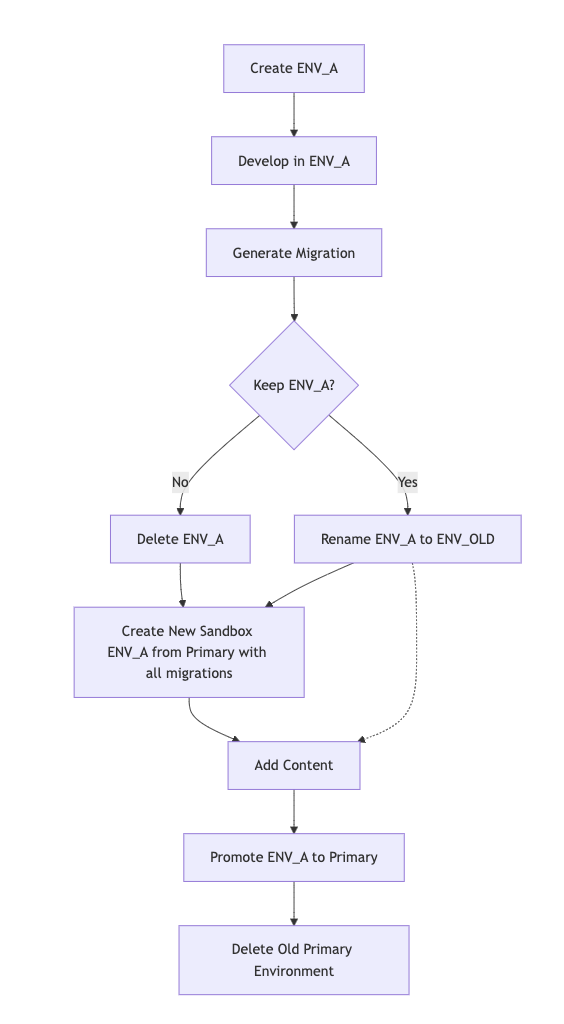 Create ENV_A
Develop in ENV_A
Generate Migration
Keep ENV_A?
No
Yes
Delete ENV_A
Rename ENV_A to ENV_OLD
Create New Sandbox
ENV_A from Primary with
all migrations
Add Content
Promote ENV_A to Primary
Delete Old Primary
Environment